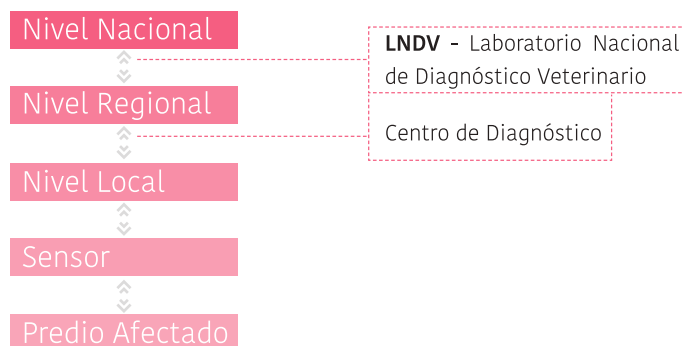 Nivel Nacional
LNDV - Laboratorio Nacional
de Diagnóstico Veterinario
Nivel Regional
Centro de Diagnóstico
Nivel Local
Sensor
Predio Afectado